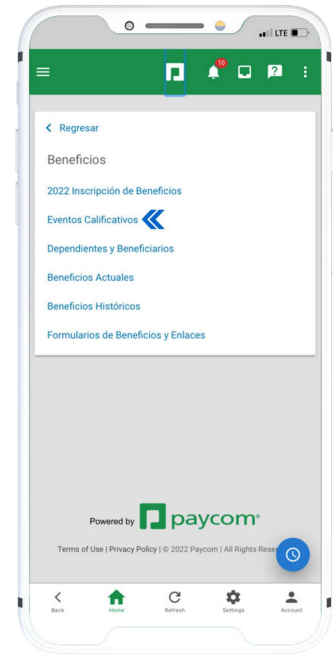 LTE
10
Regresar
Beneficios
2022 Inscripción de Beneficios
Eventos Calificativos
Dependientes y Beneficiarios
Beneficios Actuales
Beneficios Históricos
Formularios de Beneficios y Enlaces
Powered by paycom
Terms of Use | Privacy Policy | © 2022 Paycom | All Rights
Back Home Refresh Settings Account